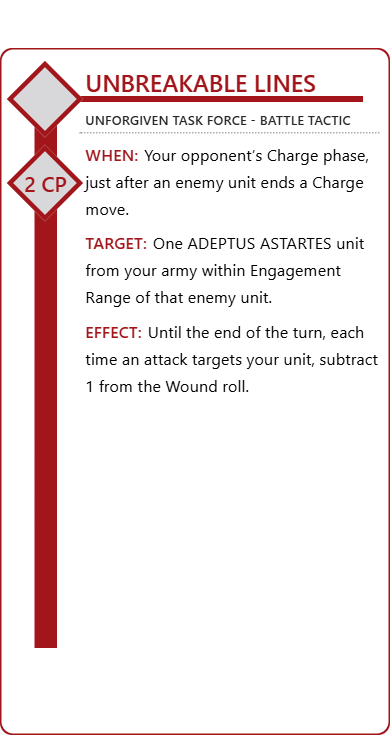 UNBREAKABLE LINES
UNFORGIVEN TASK FORCE - BATTLE TACTIC
2 CP
WHEN: Your opponent's Charge phase,
just after an enemy unit ends a Charge
move.
TARGET: One ADEPTUS ASTARTES unit
from your army within Engagement
Range of that enemy unit.
EFFECT: Until the end of the turn, each
time an attack targets your unit, subtract
1 from the Wound roll.